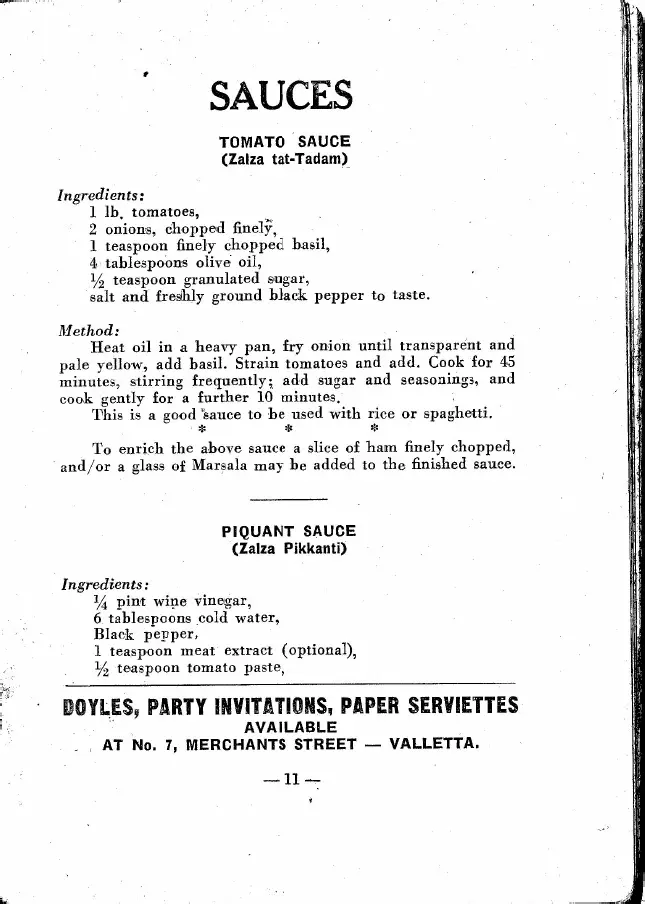 SAUCES
TOMATO SAUCE
(Zalza tat-Tadam)
Ingredients:
1 lb. tomatoes,
2 onions, chopped finely,
1 teaspoon finely chopped basil,
4 tablespoons olive oil,
½ teaspoon granulated sugar,
salt and freshly ground black pepper to taste.
Method:
Heat oil in a heavy pan, fry onion until transparent and
pale yellow, add basil. Strain tomatoes and add. Cook for 45
minutes, stirring frequently; add sugar and seasonings, and
cook gently for a further 10 minutes.
This is a good sauce to be used with rice or spaghetti.
* * *
To enrich the above sauce a slice of ham finely chopped,
and/or a glass of Marsala may be added to the finished sauce.
PIQUANT SAUCE
(Zalza Pikkanti)
Ingredients:
¼ pint wine vinegar,
6 tablespoons cold water,
Black pepper,
1 teaspoon meat extract (optional),
½ teaspoon tomato paste,
DOYLES, PARTY INVITATIONS, PAPER SERVIETTES
AVAILABLE
AT No. 7, MERCHANTS STREET — VALLETTA.
— 11 —